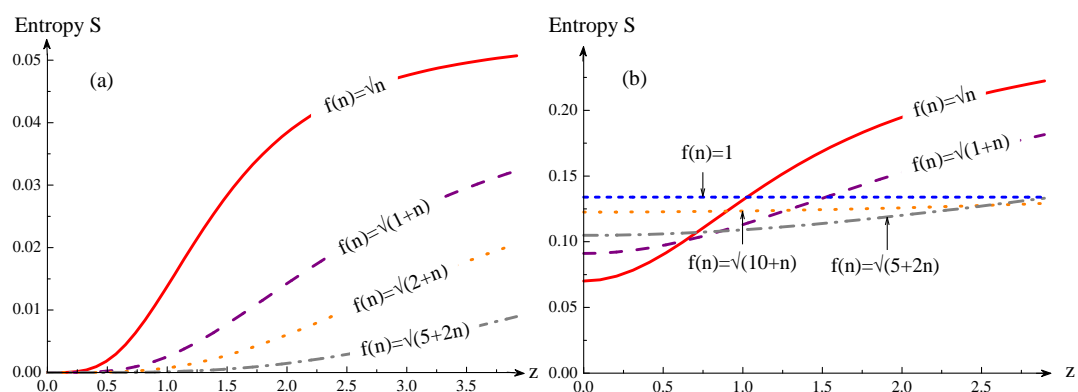 Entropy S
0.05
0.04
0.03
0.02
0.01
0.00
(a)
f(n)=√n
f(n)=√(1+n)
f(n)=√(2+n)
f(n)=√(5+2n)
0.0 0.5 1.0 1.5 2.0 2.5 3.0 3.5 z
Entropy S
0.20
0.15
0.10
0.05
0.00
(b)
f(n)=√n
f(n)=1
f(n)=√(1+n)
f(n)=√(10+n)
f(n)=√(5+2n)
0.0 0.5 1.0 1.5 2.0 2.5 z